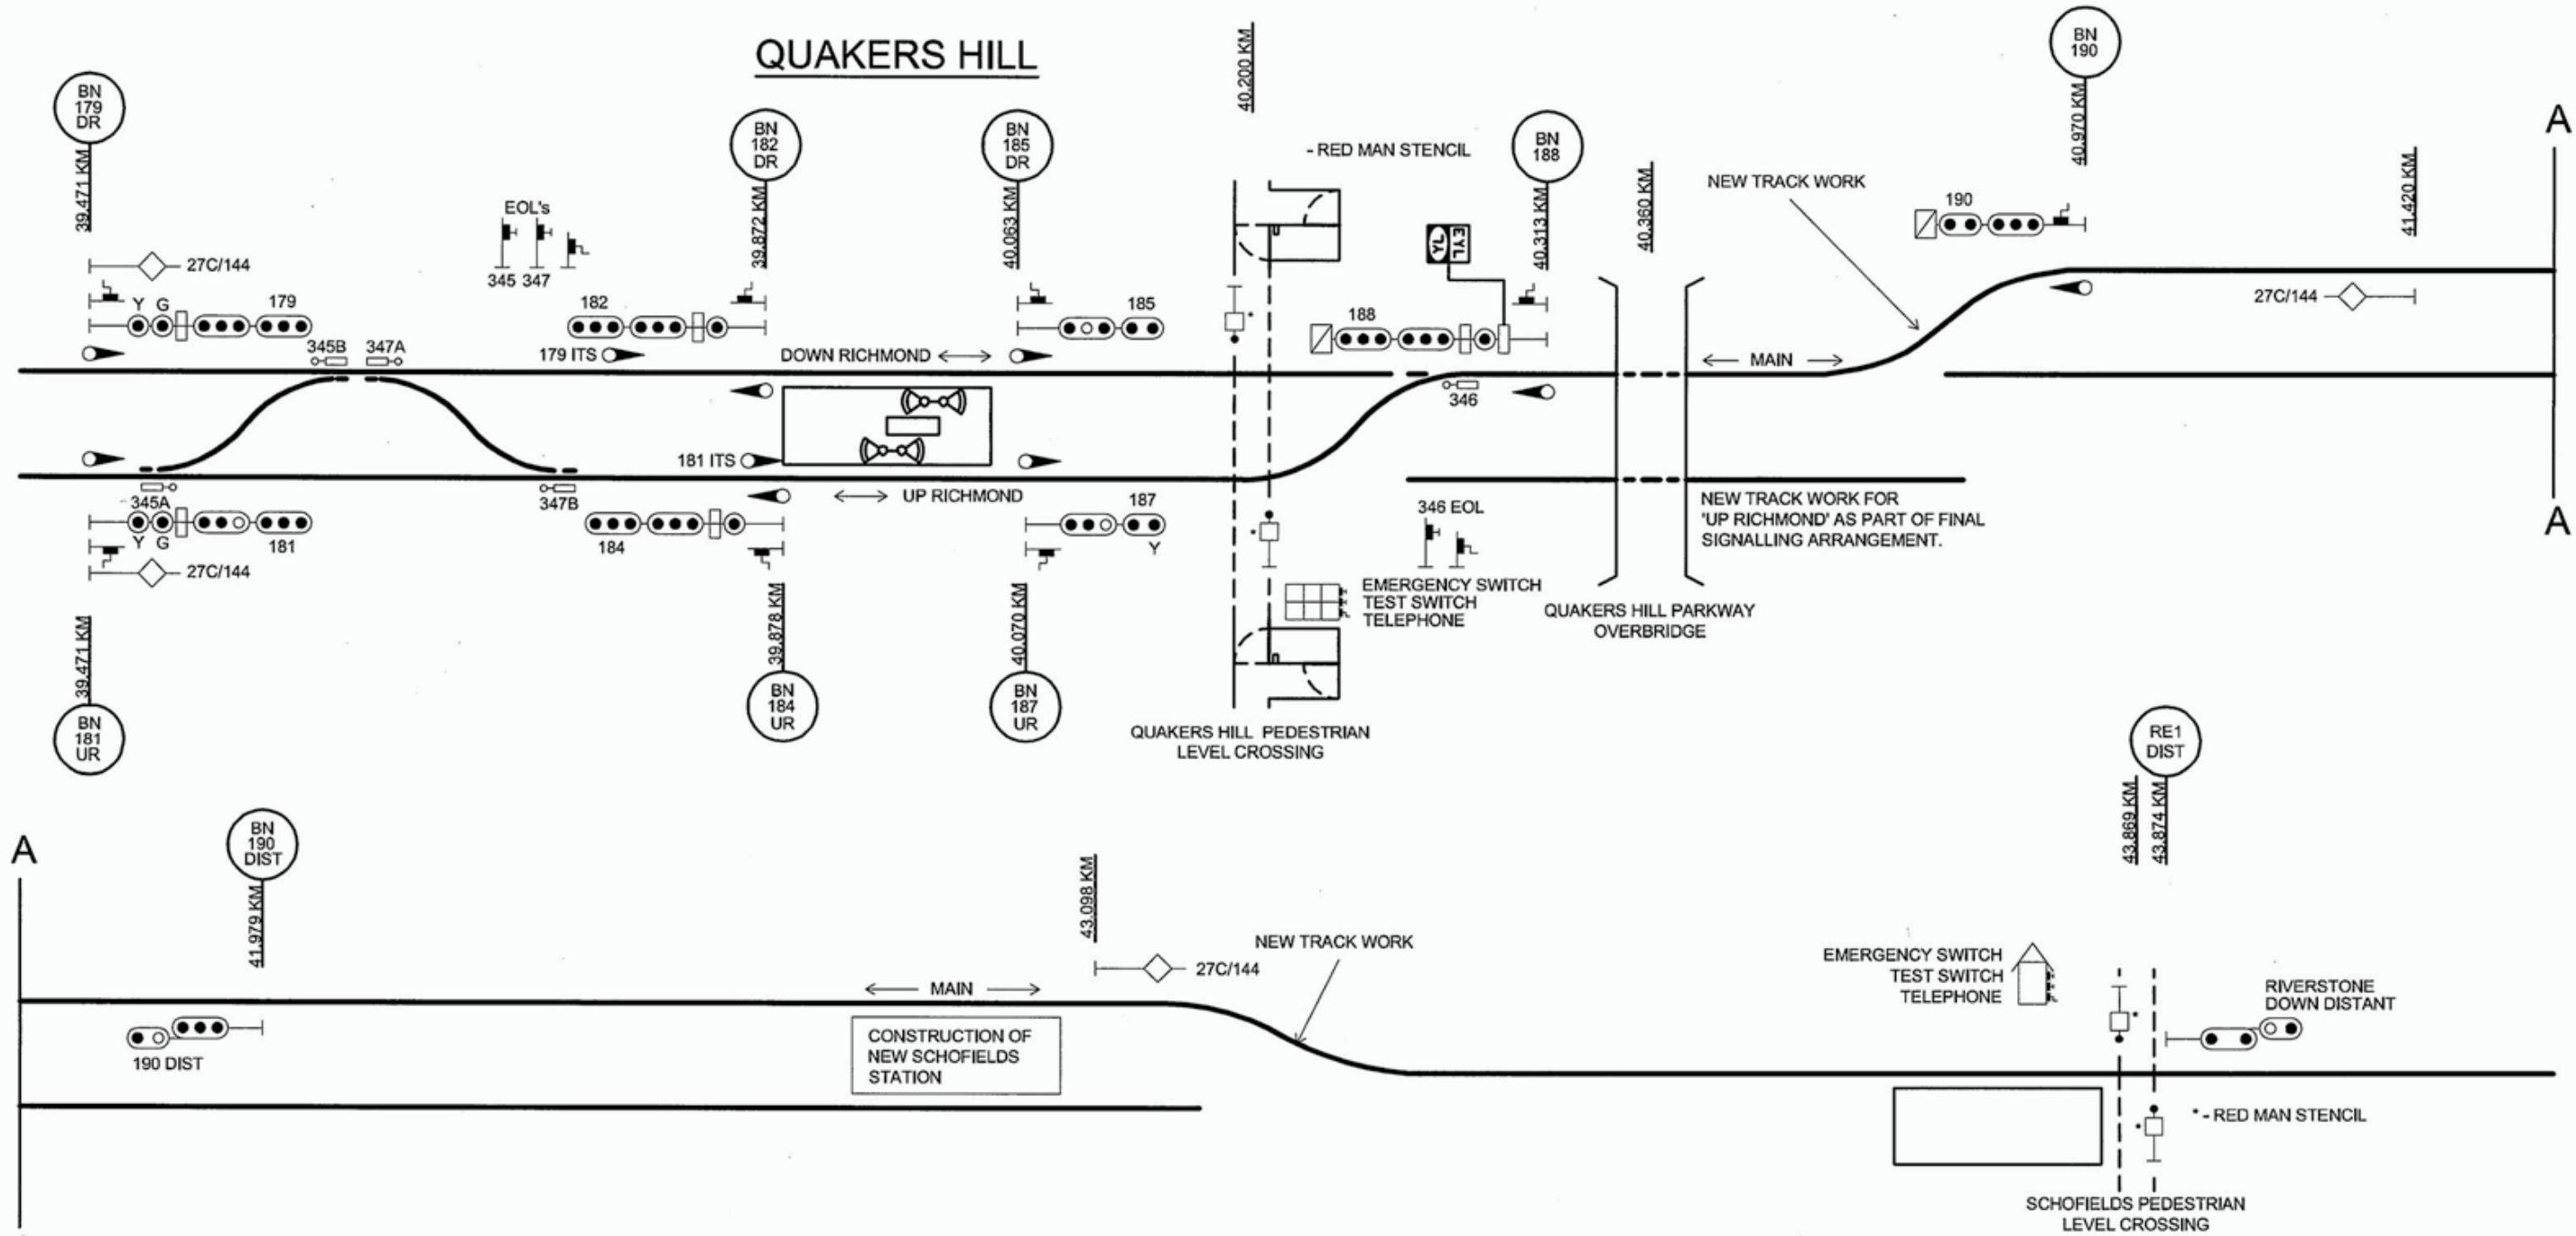 QUAKERS HILL
BN
179
DR
39.471 KM
BN
182
DR
39.872 KM
BN
185
DR
40.063 KM
40.200 KM
- RED MAN STENCIL
BN
188
40.313 KM
40.360 KM
NEW TRACK WORK
BN
190
40.970 KM
41.420 KM
A
27C/144
EOL's
345 347
YL
EYL
190
27C/144
Y G
179
182
185
188
345B
347A
179 ITS
DOWN RICHMOND
MAIN
346
181 ITS
UP RICHMOND
345A
347B
Y G
181
184
187
Y
27C/144
346 EOL
NEW TRACK WORK FOR
'UP RICHMOND' AS PART OF FINAL
SIGNALLING ARRANGEMENT.
A
EMERGENCY SWITCH
TEST SWITCH
TELEPHONE
QUAKERS HILL PARKWAY
OVERBRIDGE
39.471 KM
BN
181
UR
39.878 KM
BN
184
UR
40.070 KM
BN
187
UR
QUAKERS HILL PEDESTRIAN
LEVEL CROSSING
RE1
DIST
43.869 KM
43.874 KM
A
BN
190
DIST
41.979 KM
43.098 KM
27C/144
NEW TRACK WORK
MAIN
EMERGENCY SWITCH
TEST SWITCH
TELEPHONE
RIVERSTONE
DOWN DISTANT
190 DIST
CONSTRUCTION OF
NEW SCHOFIELDS
STATION
* - RED MAN STENCIL
SCHOFIELDS PEDESTRIAN
LEVEL CROSSING